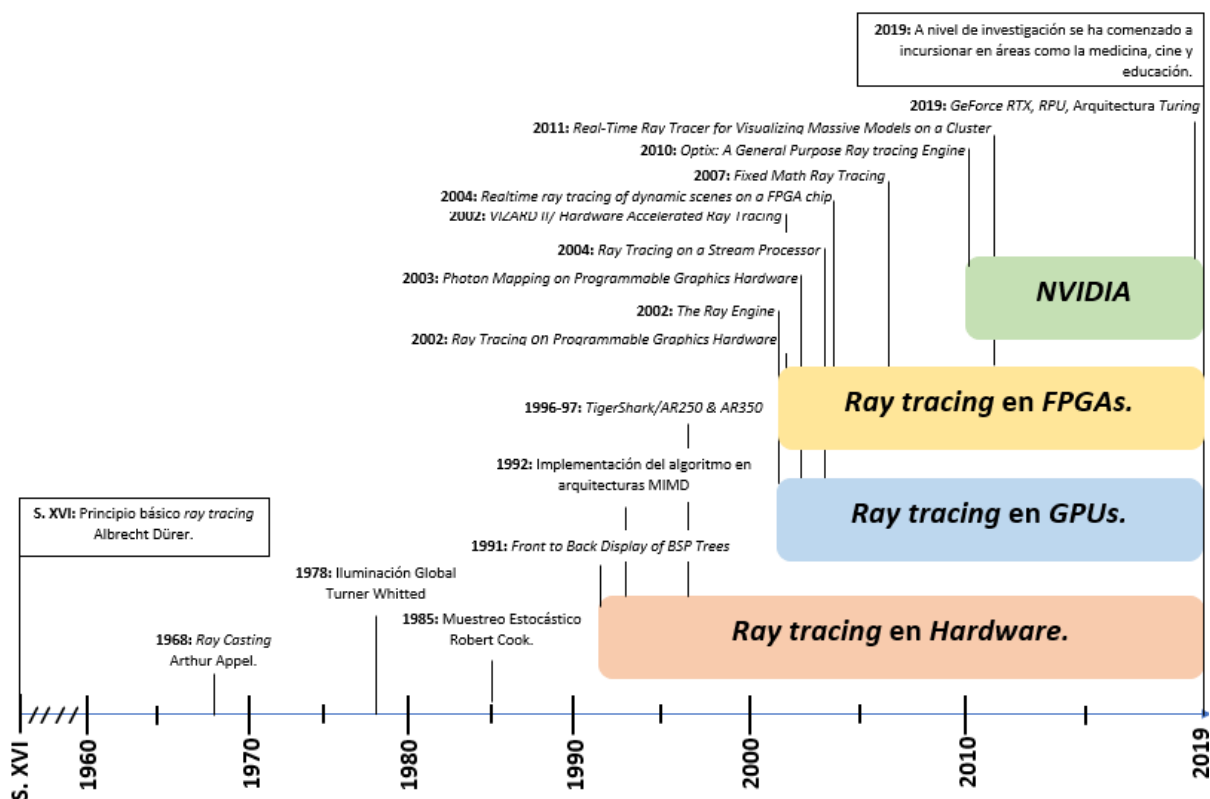 2019: A nivel de investigación se ha comenzado a
incursionar en áreas como la medicina, cine y
educación.
2019: GeForce RTX, RPU, Arquitectura Turing
2011: Real-Time Ray Tracer for Visualizing Massive Models on a Cluster
2010: Optix: A General Purpose Ray tracing Engine
2007: Fixed Math Ray Tracing
2004: Realtime ray tracing of dynamic scenes on a FPGA chip
2002: VIZARD II/ Hardware Accelerated Ray Tracing
2004: Ray Tracing on a Stream Processor
2003: Photon Mapping on Programmable Graphics Hardware
2002: The Ray Engine
2002: Ray Tracing on Programmable Graphics Hardware
NVIDIA
Ray tracing en FPGAs.
1996-97: TigerShark/AR250 & AR350
1992: Implementación del algoritmo en
arquitecturas MIMD
Ray tracing en GPUs.
S. XVI: Principio básico ray tracing
Albrecht Dürer.
1991: Front to Back Display of BSP Trees
1978: Iluminación Global
Turner Whitted
1985: Muestreo Estocástico
Robert Cook.
Ray tracing en Hardware.
1968: Ray Casting
Arthur Appel.
S. XVI
1960
1970
1980
1990
2000
2010
2019